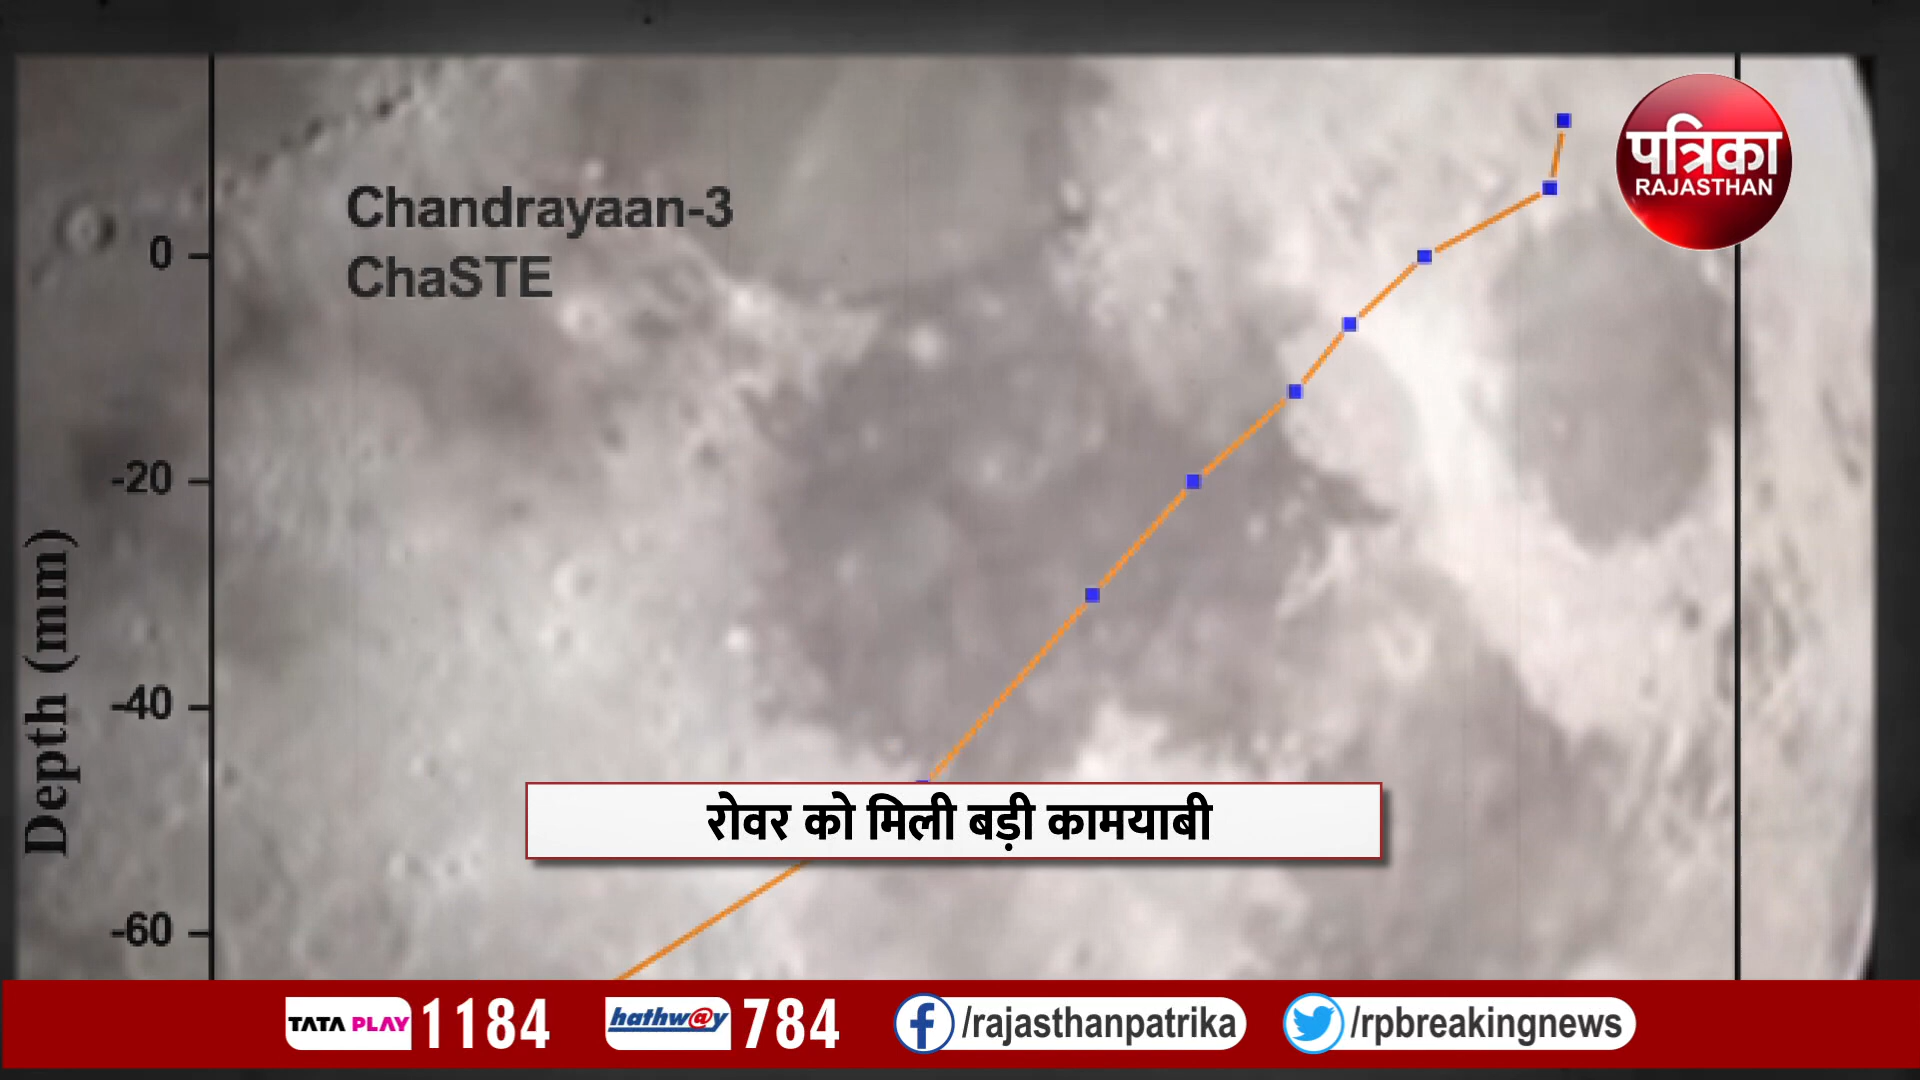 Chandrayaan-3
ChaSTE
पत्रिका
RAJASTHAN
0
-20
-40
-60
Depth (mm)
रोवर को मिली बड़ी कामयाबी
TATA PLAY 1184 hathw@y 784 /rajasthanpatrika /rpbreakingnews